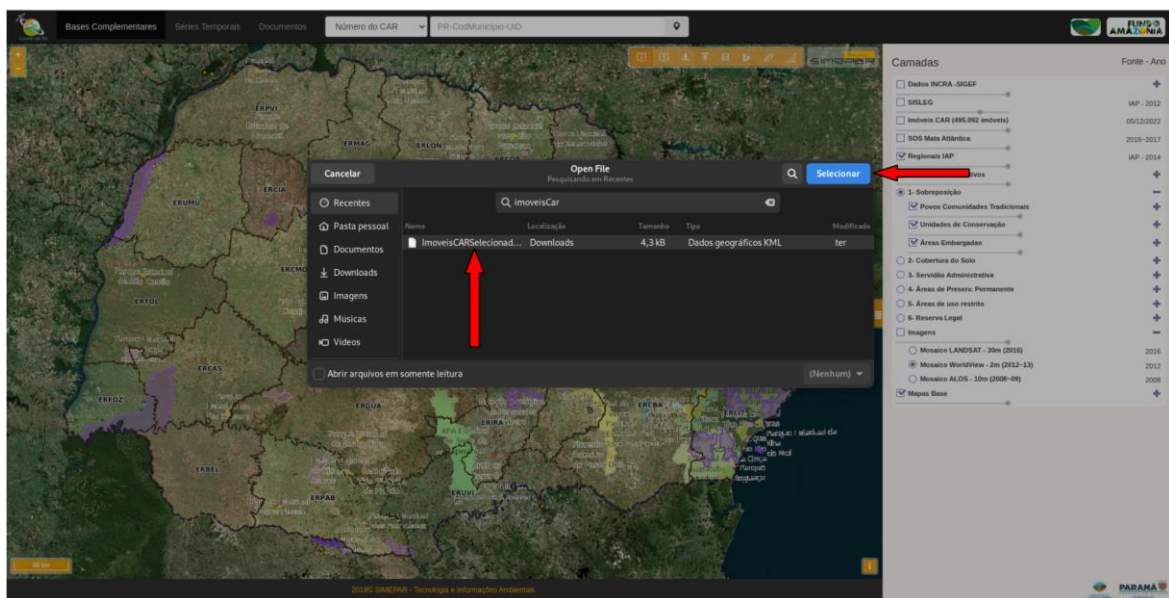 Bases Complementares Séries Temporais Documentos Número do CAR PR-CodMunicipio-UID
FUNDO AMAZÔNIA
SIMEPAR
Camadas Fonte - Ano
Dados INCRA -SIGEF
SISLEG IAP - 2012
Imóveis CAR (495.092 imóveis) 05/12/2022
SOS Mata Atlântica 2016-2017
Regionais IAP IAP - 2014
1- Sobreposição
Povos Comunidades Tradicionais
Unidades de Conservação
Áreas Embargadas
2- Cobertura do Solo
3- Servidão Administrativa
4- Áreas de Preserv. Permanente
5- Áreas de uso restrito
6- Reserva Legal
Imagens
Mosaico LANDSAT - 30m (2016) 2016
Mosaico WorldView - 2m (2012-13) 2012
Mosaico ALOS - 10m (2008-09) 2008
Mapas Base
Cancelar Open File Selecionar
Pesquisando em Recentes
imoveisCar
Recentes
Pasta pessoal
Documentos
Downloads
Imagens
Músicas
Vídeos
Nome Localização Tamanho Tipo Modificado
ImoveisCARSelecionad... Downloads 4,3 kB Dados geográficos KML ter
Abrir arquivos em somente leitura (Nenhum)
ERPVI
ERMAG
ERLON
ERCIA
ERUMU
ERCMO
ERTOL
ERCAS
ERFOZ
ERGUA
ERIRA
ERCBA
ERLIT
ERBEL
ERPAB
ERUVI
50 km
2018© SIMEPAR - Tecnologia e Informações Ambientais
PARANÁ